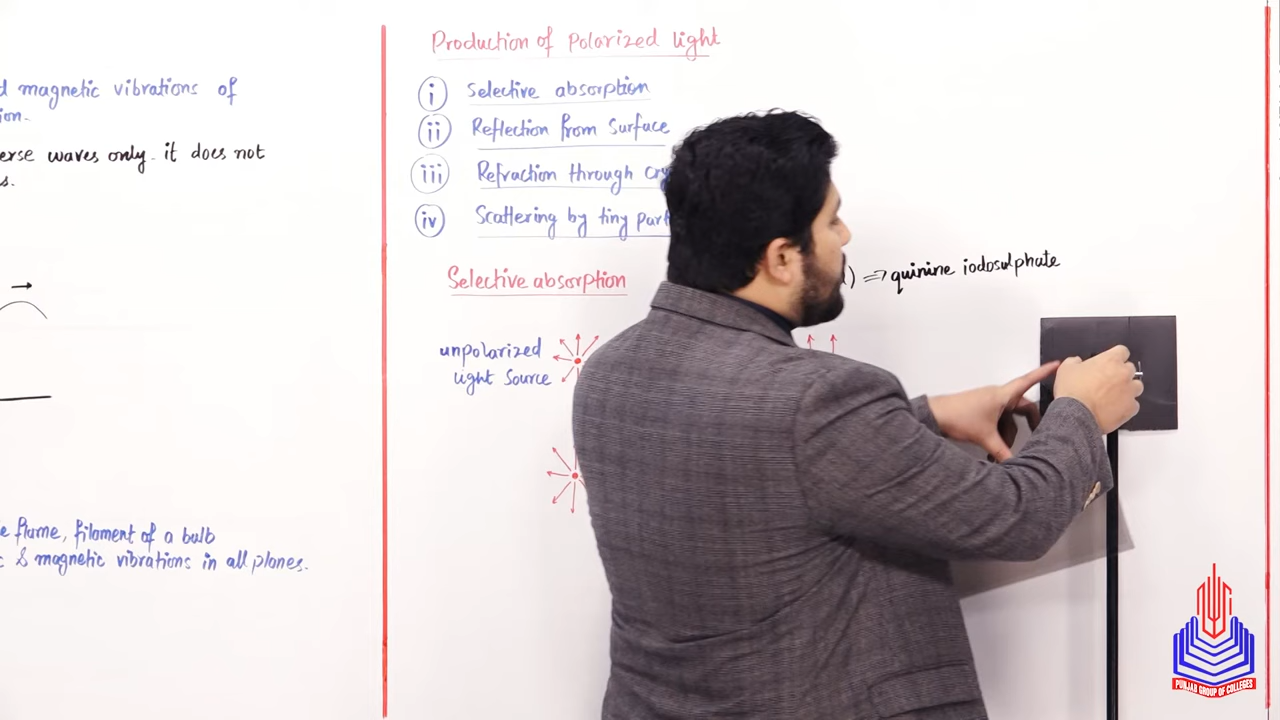 magnetic vibrations of
waves only. it does not
flame, filament of a bulb
& magnetic vibrations in all planes.
Production of Polarized light
i Selective absorption
ii Reflection from Surface
iii Refraction through
iv Scattering by tiny
Selective absorption
⇒ quinine iodosulphate
unpolarized
light Source
PUNJAB GROUP OF COLLEGES